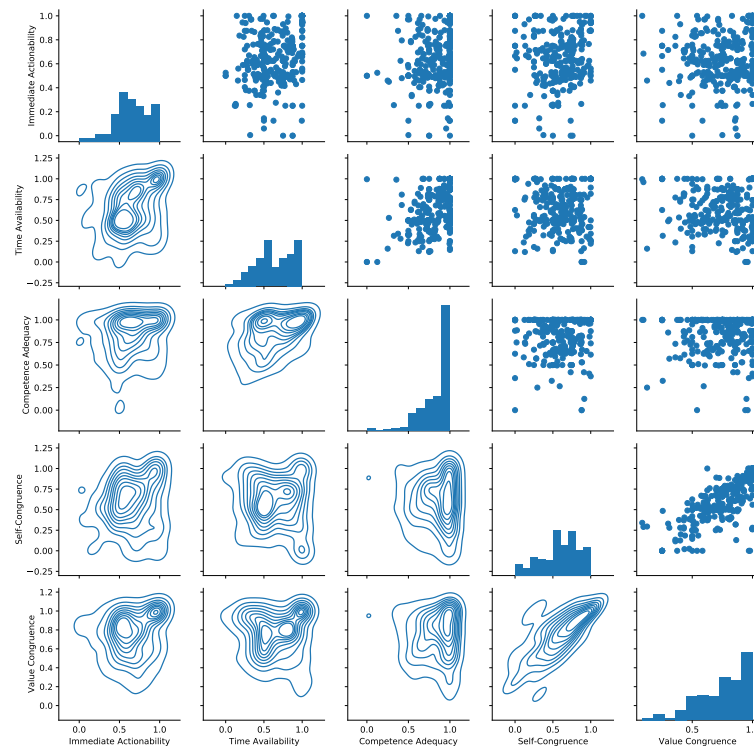 Immediate Actionability
1.0
0.8
0.6
0.4
0.2
0.0
Time Availability
1.25
1.00
0.75
0.50
0.25
0.00
−0.25
Competence Adequacy
1.00
0.75
0.50
0.25
0.00
Self-Congruence
1.25
1.00
0.75
0.50
0.25
0.00
−0.25
Value Congruence
1.2
1.0
0.8
0.6
0.4
0.2
0.0
0.0 0.5 1.0
0.0 0.5 1.0
0.0 0.5 1.0
0.0 0.5 1.0
0.5
Immediate Actionability
Time Availability
Competence Adequacy
Self-Congruence
Value Congruence